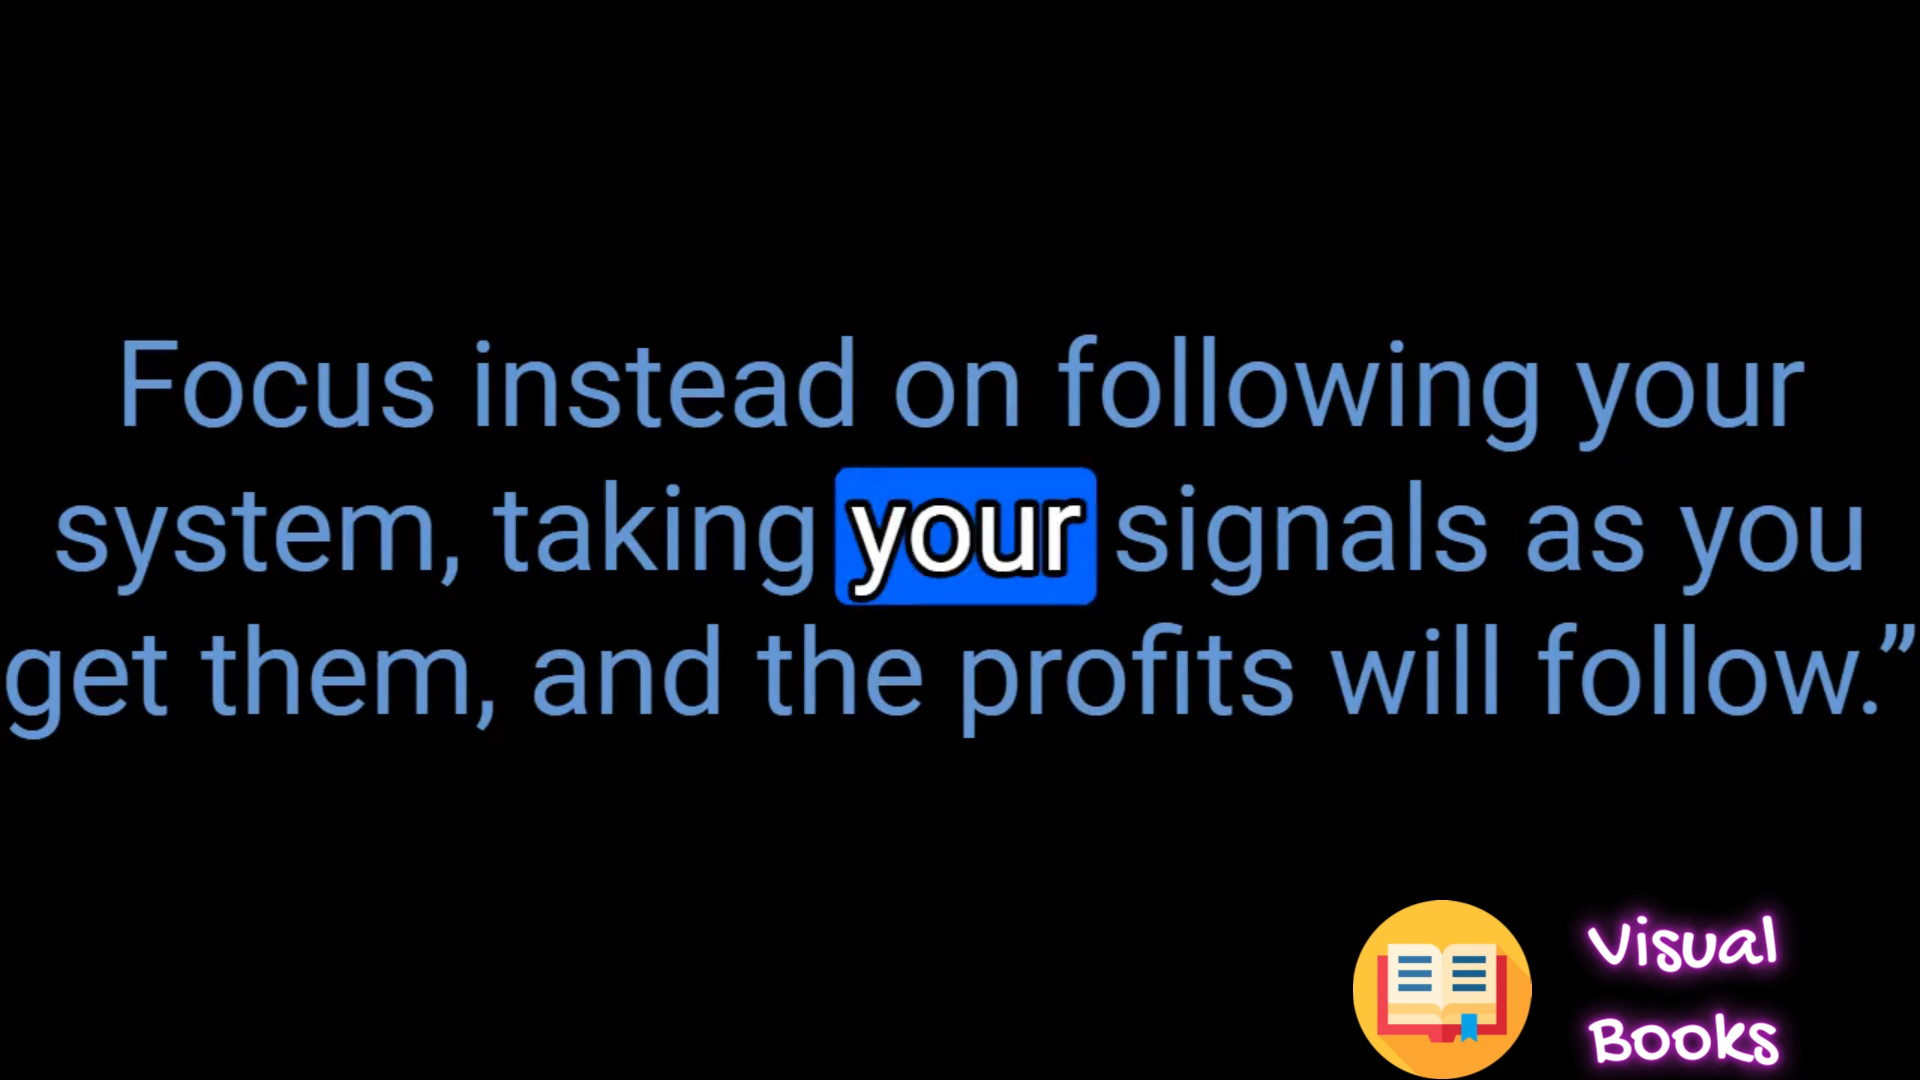 Focus instead on following your
system, taking your signals as you
get them, and the profits will follow.”
Visual
Books